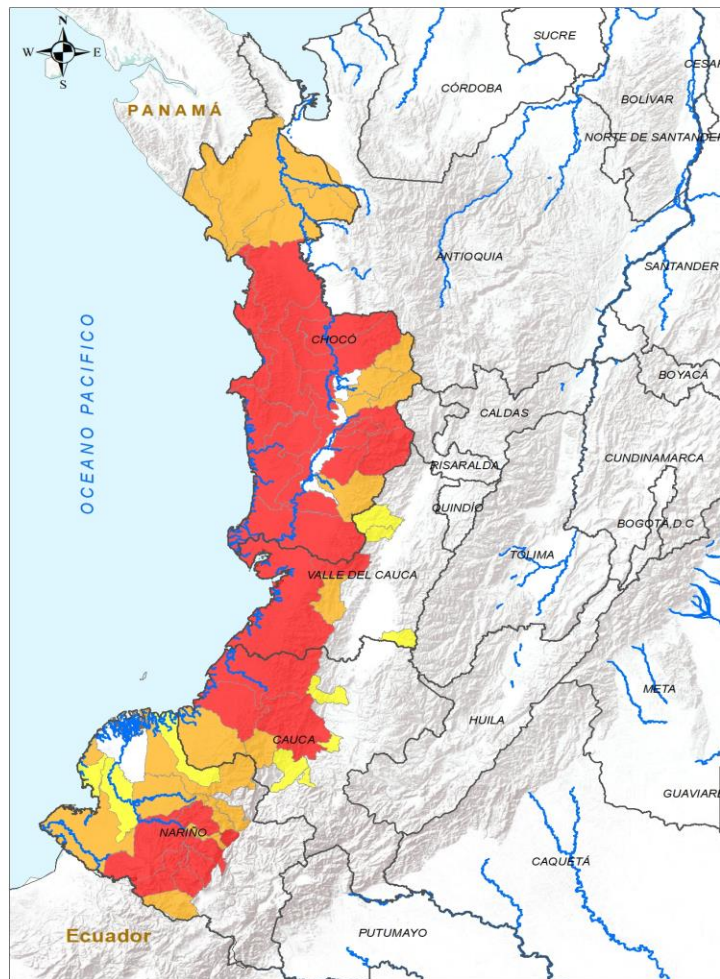 N
W E
S
SUCRE
CESAR
CÓRDOBA
BOLÍVAR
PANAMÁ
NORTE DE SANTANDER
ANTIOQUIA
SANTANDER
OCEANO PACIFICO
CHOCÓ
BOYACÁ
CALDAS
CUNDINAMARCA
RISARALDA
QUINDÍO
BOGOTÁ,D.C
TOLIMA
VALLE DEL CAUCA
META
HUILA
CAUCA
GUAVIARE
NARIÑO
CAQUETÁ
Ecuador
PUTUMAYO